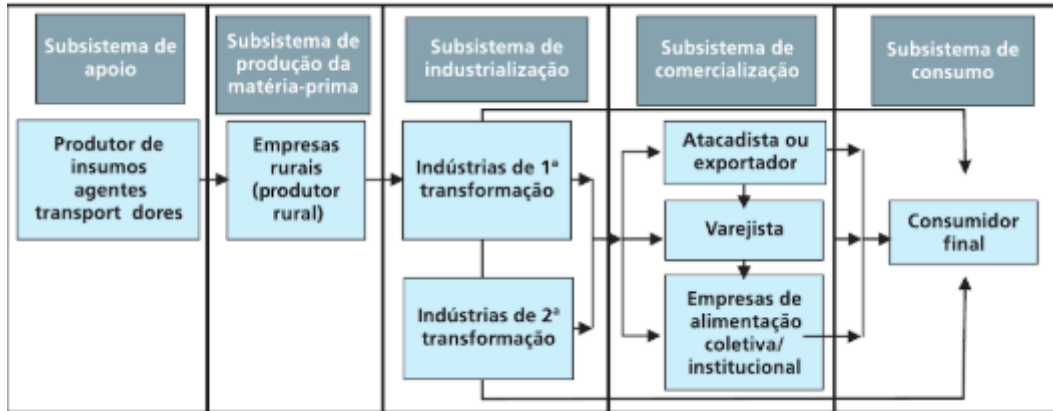 Subsistema de
apoio
Subsistema de
produção da
matéria-prima
Subsistema de
industrialização
Subsistema de
comercialização
Subsistema de
consumo
Produtor de
insumos
agentes
transport dores
Empresas
rurais
(produtor
rural)
Indústrias de 1ª
transformação
Indústrias de 2ª
transformação
Atacadista ou
exportador
Varejista
Empresas de
alimentação
coletiva/
institucional
Consumidor
final